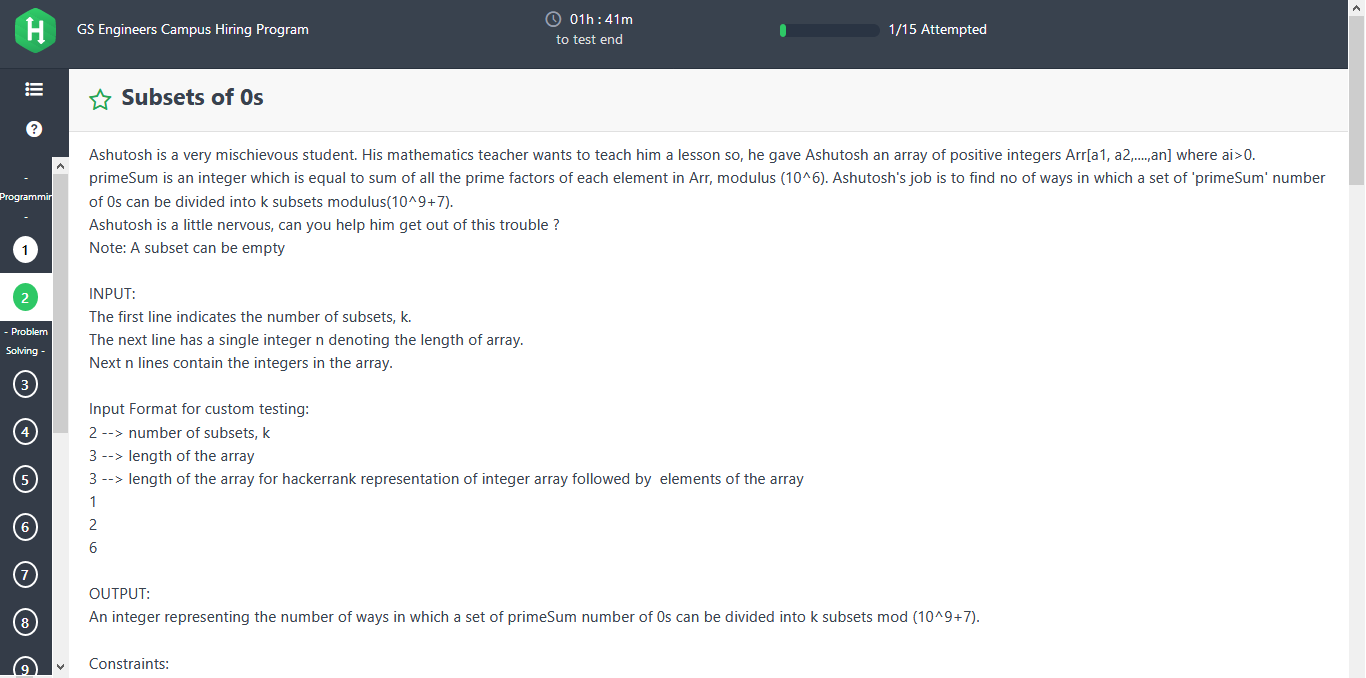 GS Engineers Campus Hiring Program
01h : 41m
to test end
1/15 Attempted
Subsets of 0s
?
-
Programmin
-
1
2
- Problem
Solving -
3
4
5
6
7
8
9
Ashutosh is a very mischievous student. His mathematics teacher wants to teach him a lesson so, he gave Ashutosh an array of positive integers Arr[a1, a2,....,an] where ai>0.
primeSum is an integer which is equal to sum of all the prime factors of each element in Arr, modulus (10^6). Ashutosh's job is to find no of ways in which a set of 'primeSum' number
of 0s can be divided into k subsets modulus(10^9+7).
Ashutosh is a little nervous, can you help him get out of this trouble ?
Note: A subset can be empty
INPUT:
The first line indicates the number of subsets, k.
The next line has a single integer n denoting the length of array.
Next n lines contain the integers in the array.
Input Format for custom testing:
2 --> number of subsets, k
3 --> length of the array
3 --> length of the array for hackerrank representation of integer array followed by  elements of the array
1
2
6
OUTPUT:
An integer representing the number of ways in which a set of primeSum number of 0s can be divided into k subsets mod (10^9+7).
Constraints: